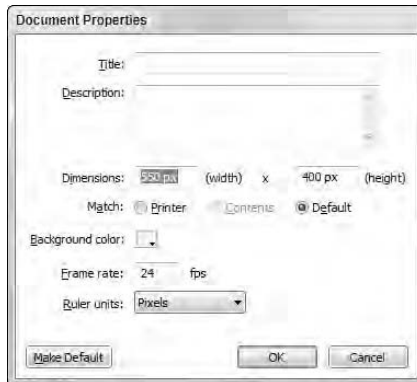 Document Properties
Title:
Description:
Dimensions: 550 px (width) x 400 px (height)
Match: Printer Contents Default
Background color:
Frame rate: 24 fps
Ruler units: Pixels
Make Default OK Cancel